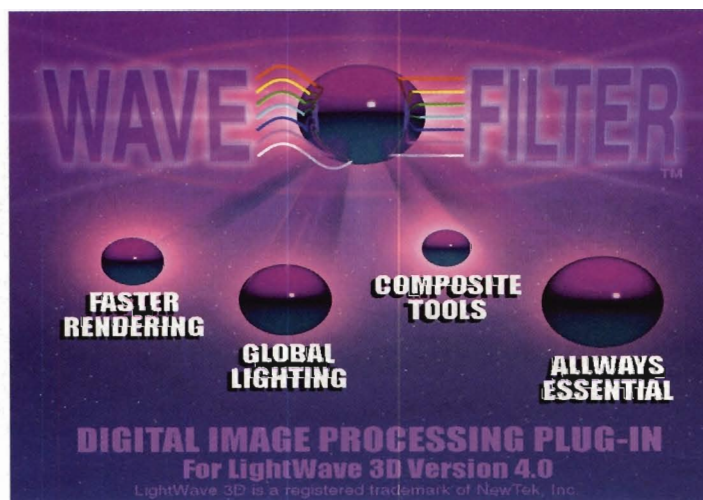 WAVE FILTER
TM
FASTER
RENDERING
GLOBAL
LIGHTING
COMPOSITE
TOOLS
ALLWAYS
ESSENTIAL
DIGITAL IMAGE PROCESSING PLUG-IN
For LightWave 3D Version 4.0
LightWave 3D is a registered trademark of NewTek, Inc.